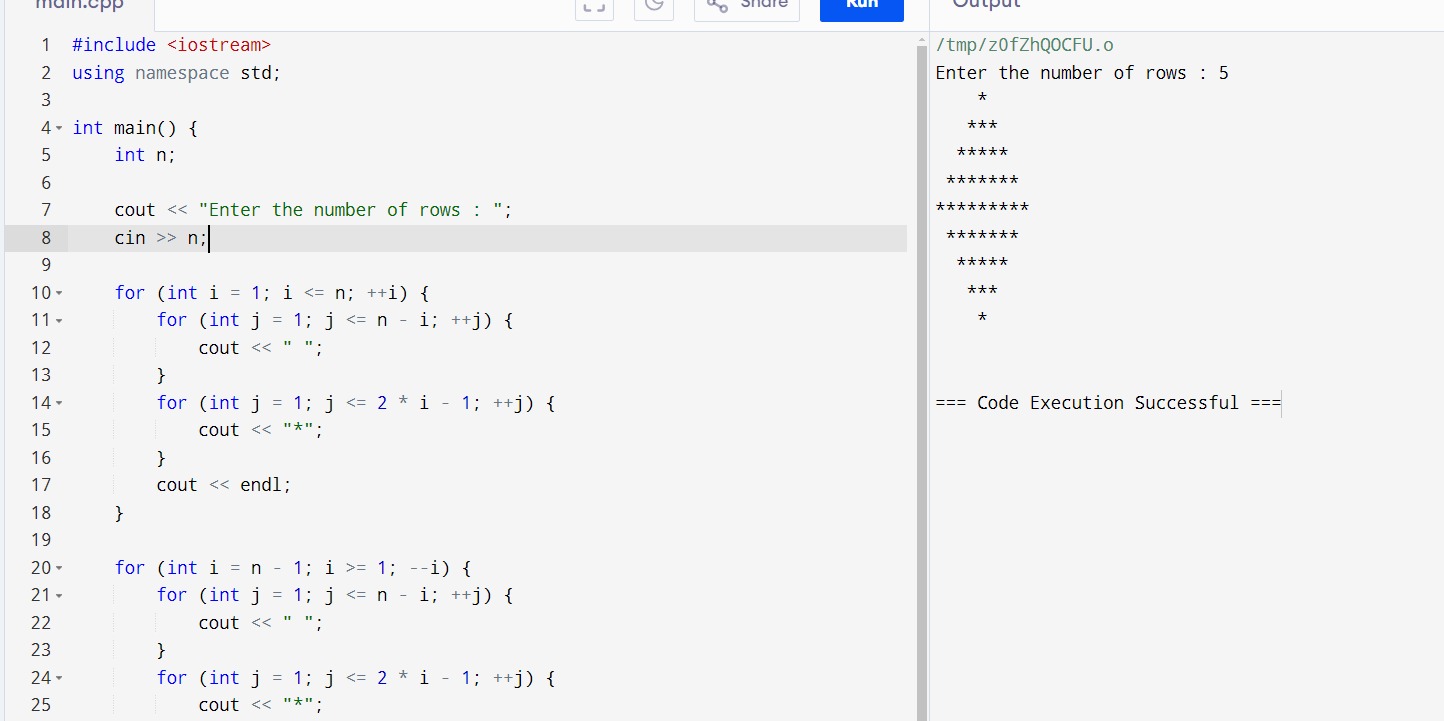 main.cpp
Share
Run
Output
1 #include <iostream>
2 using namespace std;
3
4 int main() {
5     int n;
6
7     cout << "Enter the number of rows : ";
8     cin >> n;
9
10     for (int i = 1; i <= n; ++i) {
11         for (int j = 1; j <= n - i; ++j) {
12             cout << " ";
13         }
14         for (int j = 1; j <= 2 * i - 1; ++j) {
15             cout << "*";
16         }
17         cout << endl;
18     }
19
20     for (int i = n - 1; i >= 1; --i) {
21         for (int j = 1; j <= n - i; ++j) {
22             cout << " ";
23         }
24         for (int j = 1; j <= 2 * i - 1; ++j) {
25             cout << "*";
/tmp/zOfZhQOCFU.o
Enter the number of rows : 5
    *
   ***
  *****
 *******
*********
 *******
  *****
   ***
    *
=== Code Execution Successful ===